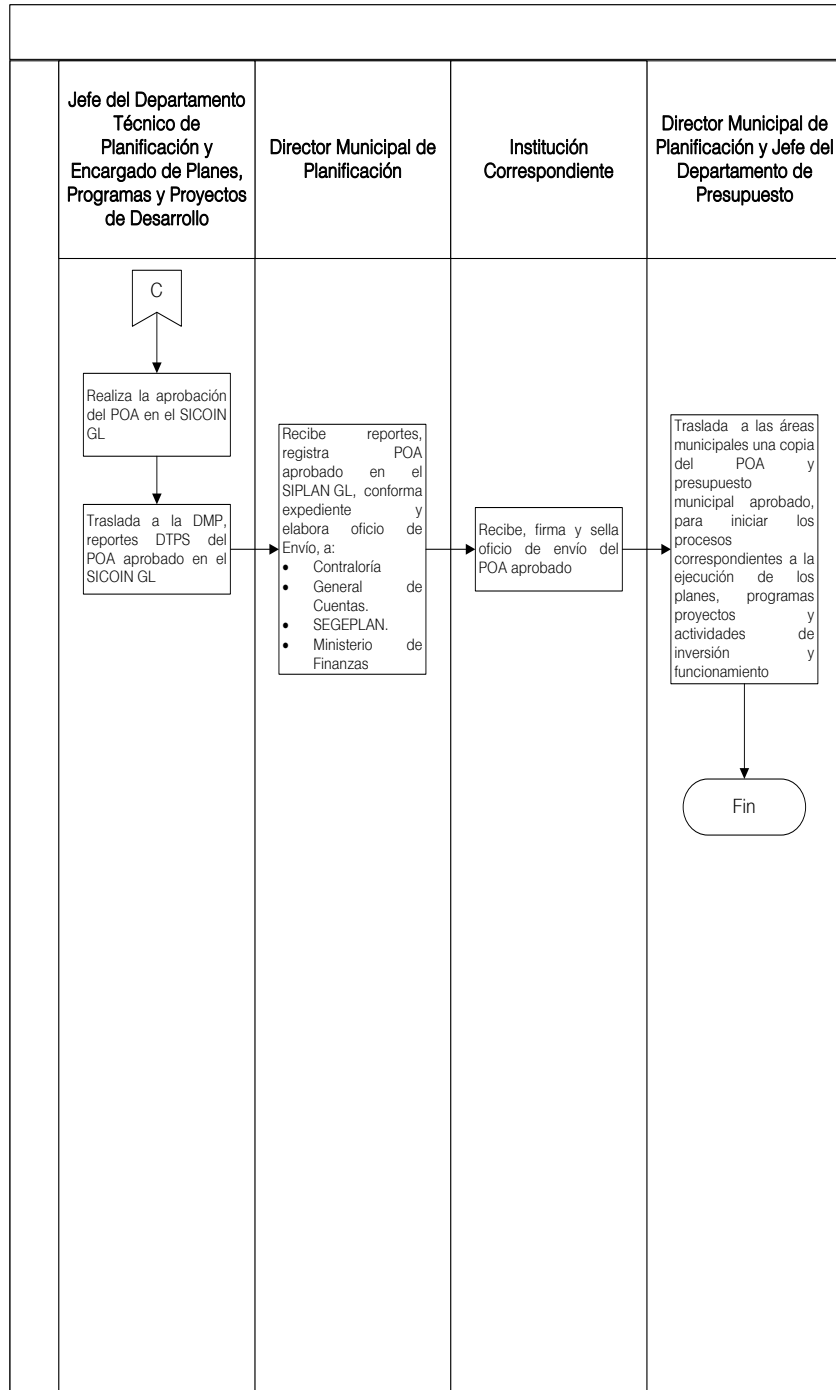 Jefe del Departamento
Técnico de
Planificación y
Encargado de Planes,
Programas y Proyectos
de Desarrollo
Director Municipal de
Planificación
Institución
Correspondiente
Director Municipal de
Planificación y Jefe del
Departamento de
Presupuesto
C
Realiza la aprobación
del POA en el SICOIN
GL
Traslada a la DMP,
reportes DTPS del
POA aprobado en el
SICOIN GL
Recibe reportes,
registra POA
aprobado en el
SIPLAN GL, conforma
expediente y
elabora oficio de
Envío, a:
• Contraloría
• General de
Cuentas.
• SEGEPLAN.
• Ministerio de
Finanzas
Recibe, firma y sella
oficio de envío del
POA aprobado
Traslada a las áreas
municipales una copia
del POA y
presupuesto
municipal aprobado,
para iniciar los
procesos
correspondientes a la
ejecución de los
planes, programas
proyectos y
actividades de
inversión y
funcionamiento
Fin